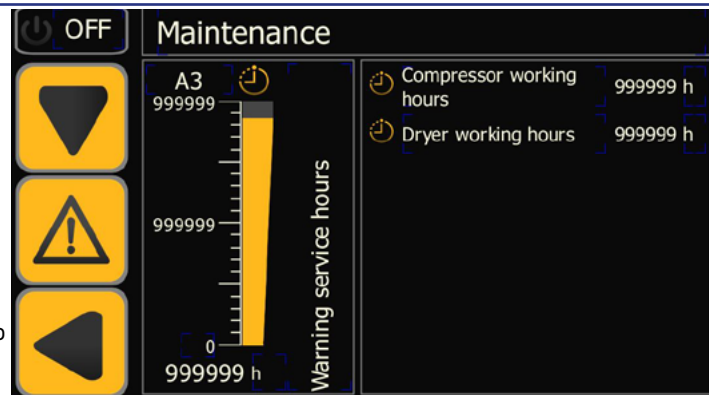 OFF
Maintenance
A3
999999
999999
0
999999 h
Warning service hours
Compressor working
hours
999999 h
Dryer working hours
999999 h